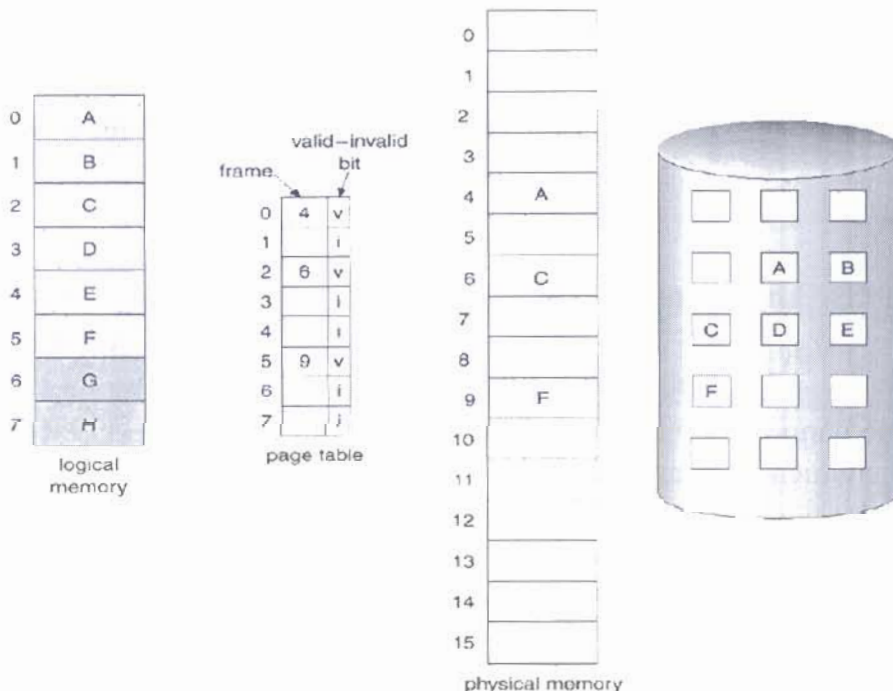 0 A
1 B
2 C
3 D
4 E
5 F
6 G
7 H
logical
memory
valid–invalid
bit
frame
0 4 v
1 i
2 6 v
3 i
4 i
5 9 v
6 i
7 i
page table
0
1
2
3
4 A
5
6 C
7
8
9 F
10
11
12
13
14
15
physical memory
A B
C D E
F